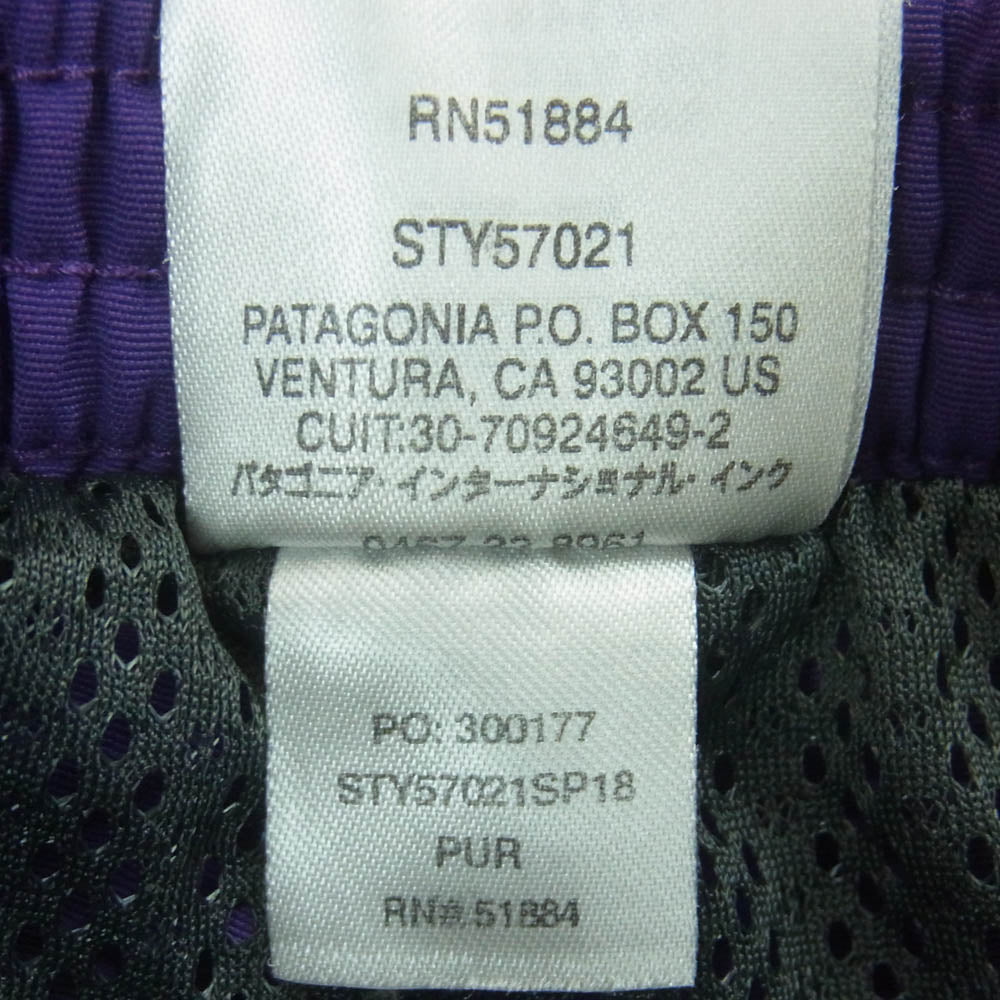 RN51884
STY57021
PATAGONIA P.O. BOX 150
VENTURA, CA 93002 US
CUIT:30-70924649-2
パタゴニア・インターナショナル・インク
PO: 300177
STY57021SP18
PUR
RN#:51884